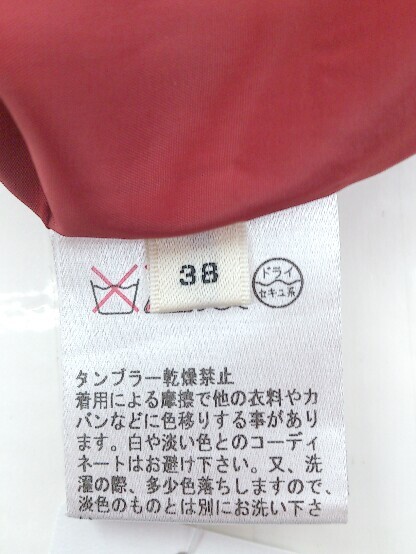 38
ドライ
セキユ系
タンブラー乾燥禁止
着用による摩擦で他の衣料やカ
バンなどに色移りする事があり
ます。白や淡い色とのコーディ
ネートはお避け下さい。又、洗
濯の際、多少色落ちしますので、
淡色のものとは別にお洗い下さ